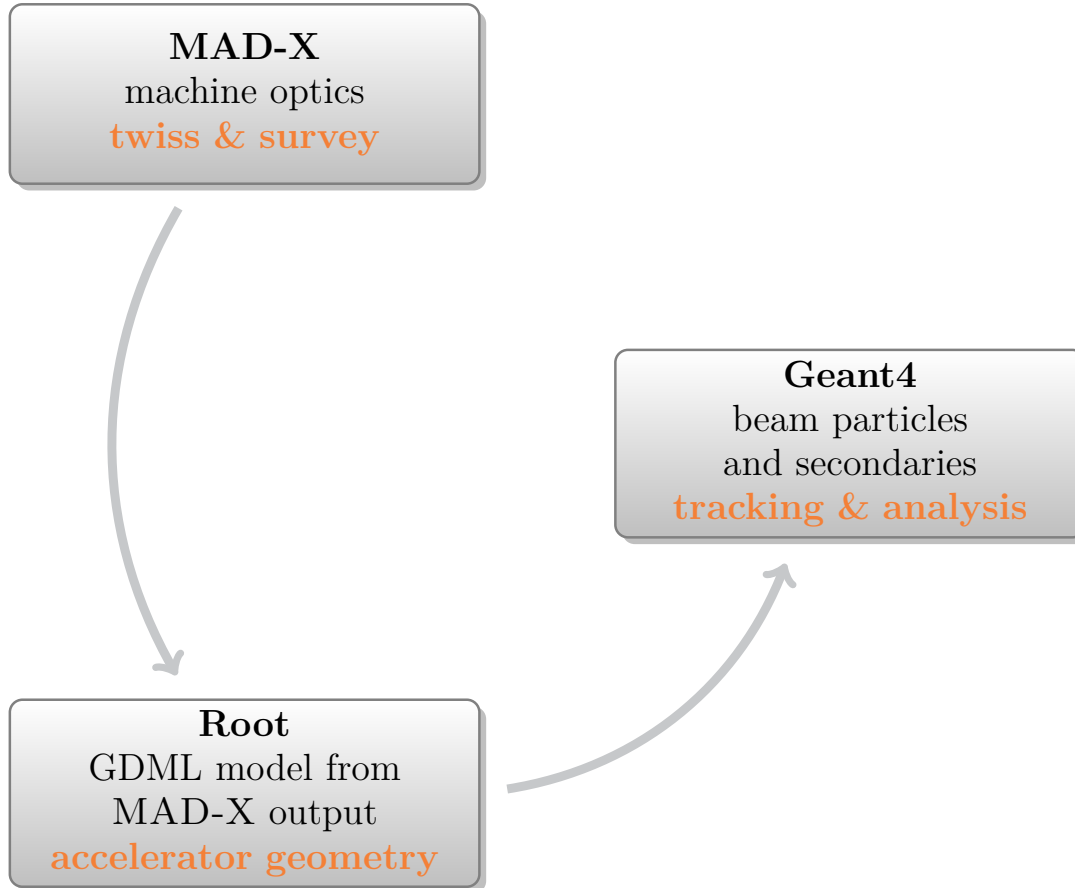 MAD-X
machine optics
twiss & survey
Geant4
beam particles
and secondaries
tracking & analysis
Root
GDML model from
MAD-X output
accelerator geometry